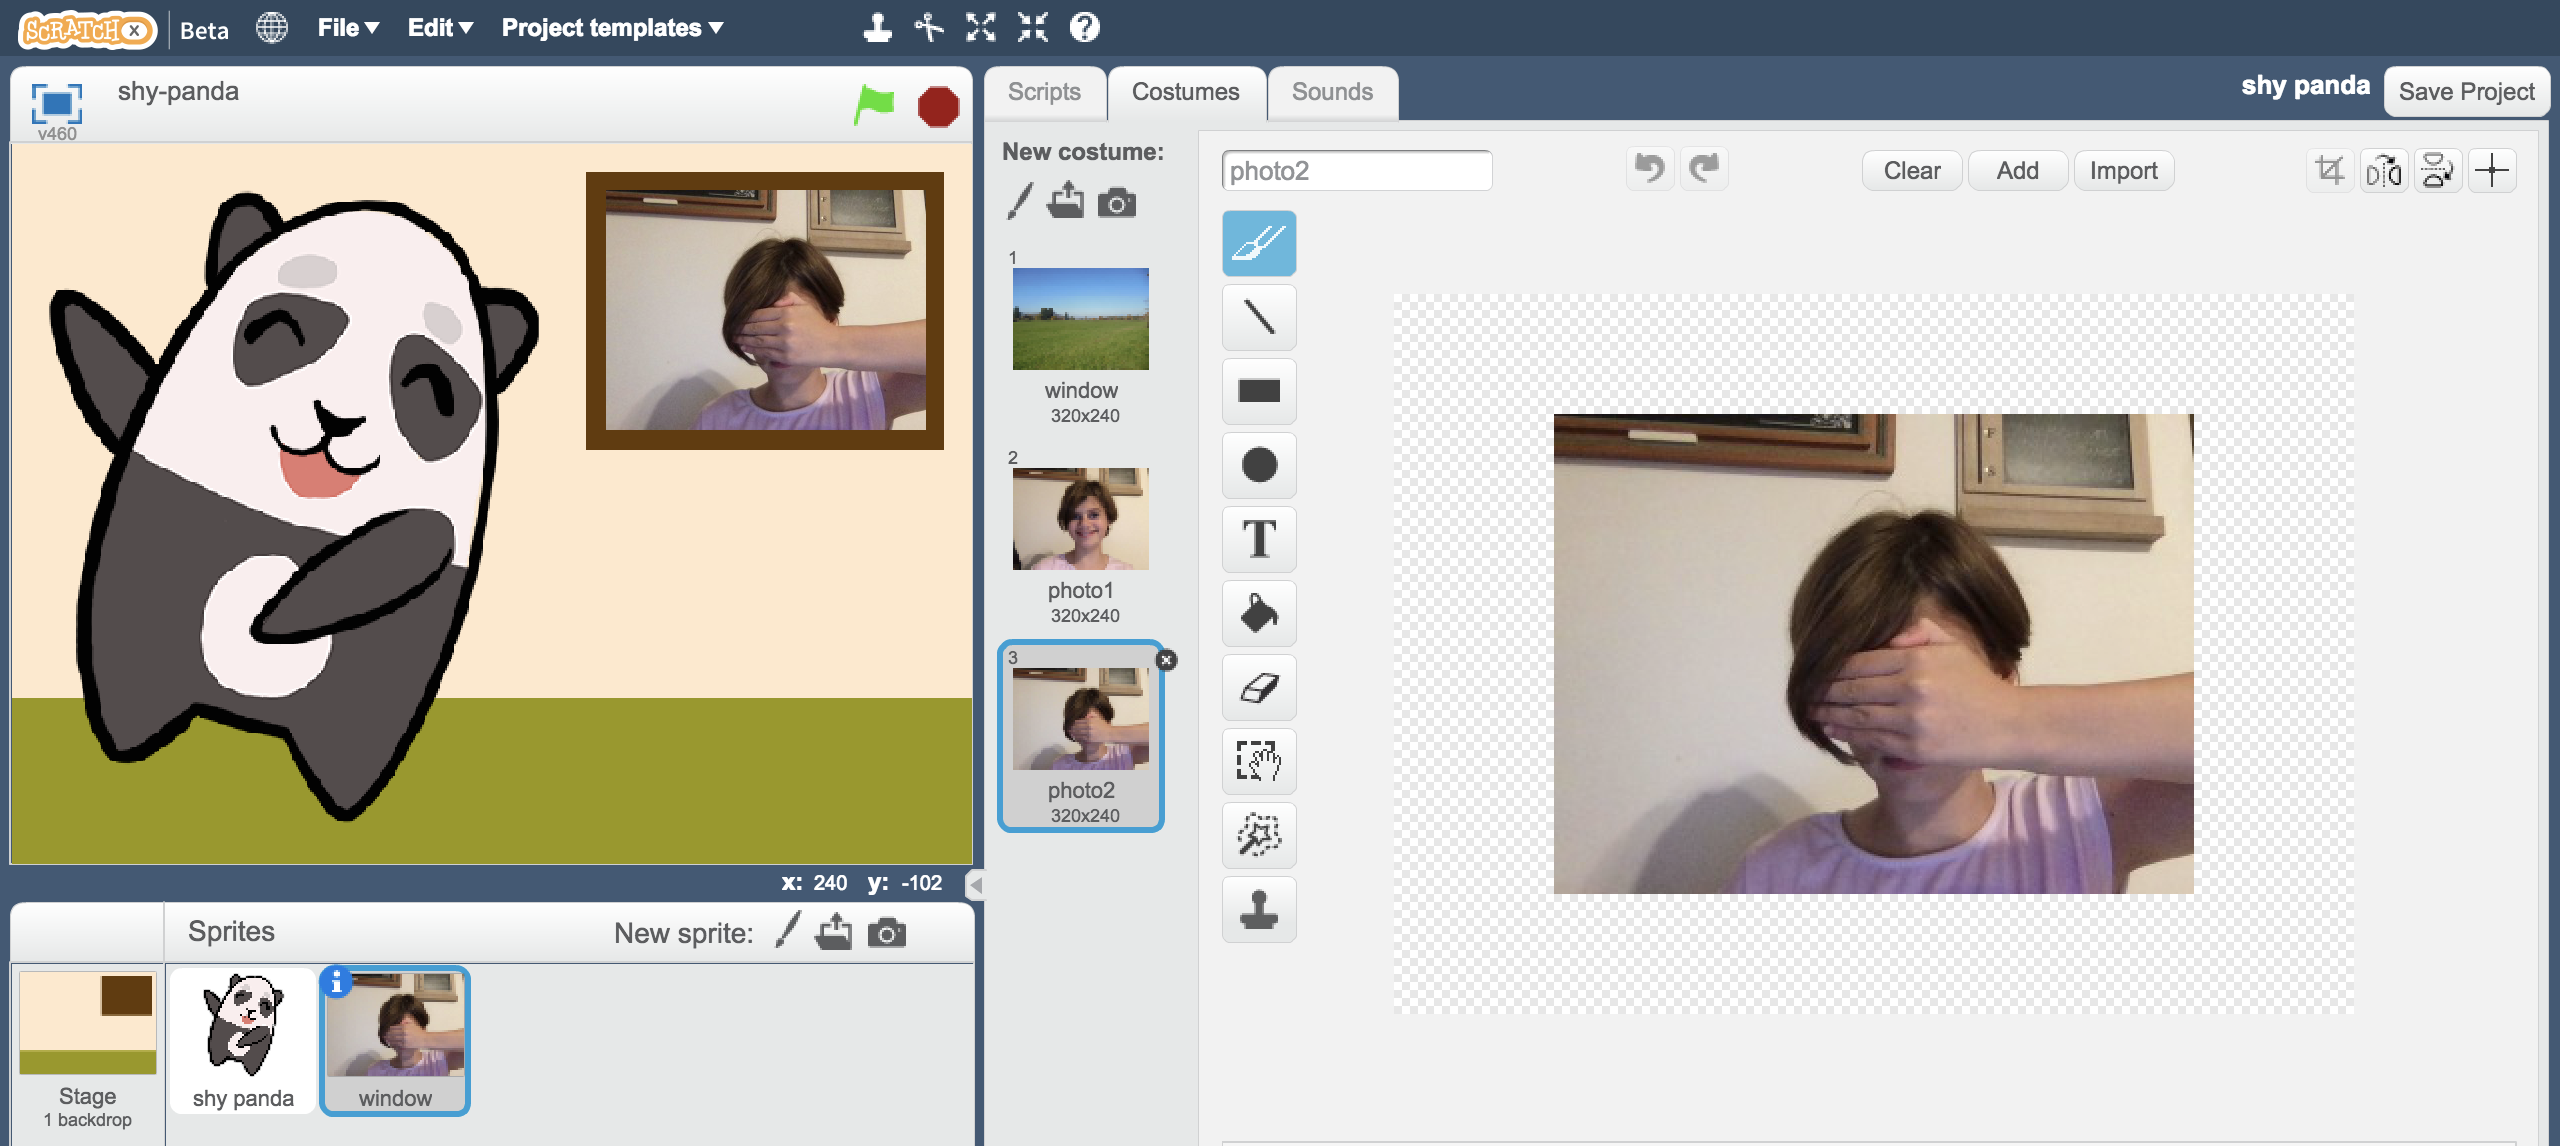 SCRATCH X Beta File Edit Project templates
shy-panda
v460
Scripts Costumes Sounds
shy panda Save Project
New costume:
photo2 Clear Add Import
1
window
320x240
2
photo1
320x240
3
photo2
320x240
T
x: 240 y: -102
Sprites New sprite:
Stage
1 backdrop
shy panda
window